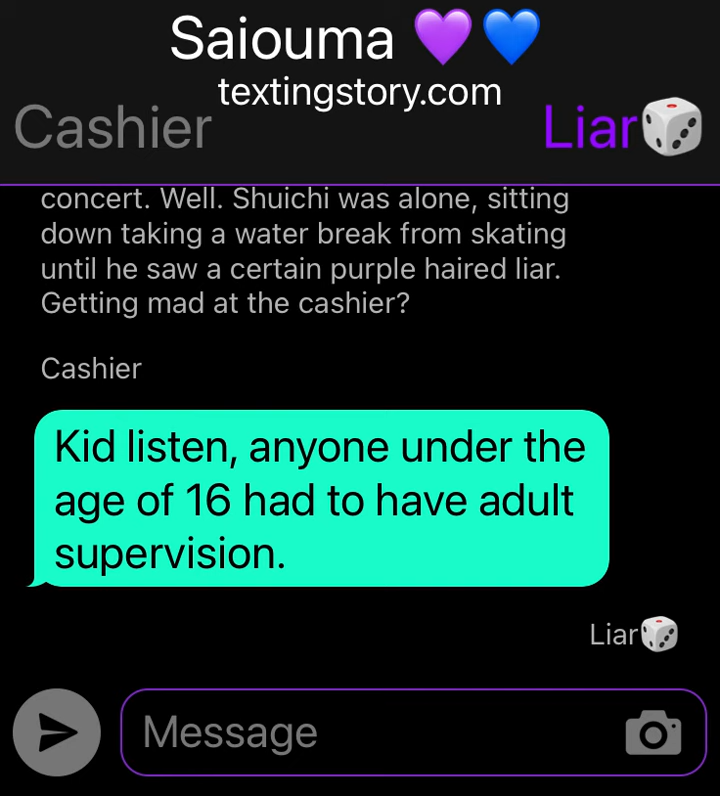 Saiouma 💜💙
textingstory.com
Cashier
Liar🎲
concert. Well. Shuichi was alone, sitting
down taking a water break from skating
until he saw a certain purple haired liar.
Getting mad at the cashier?
Cashier
Kid listen, anyone under the
age of 16 had to have adult
supervision.
Liar🎲
Message